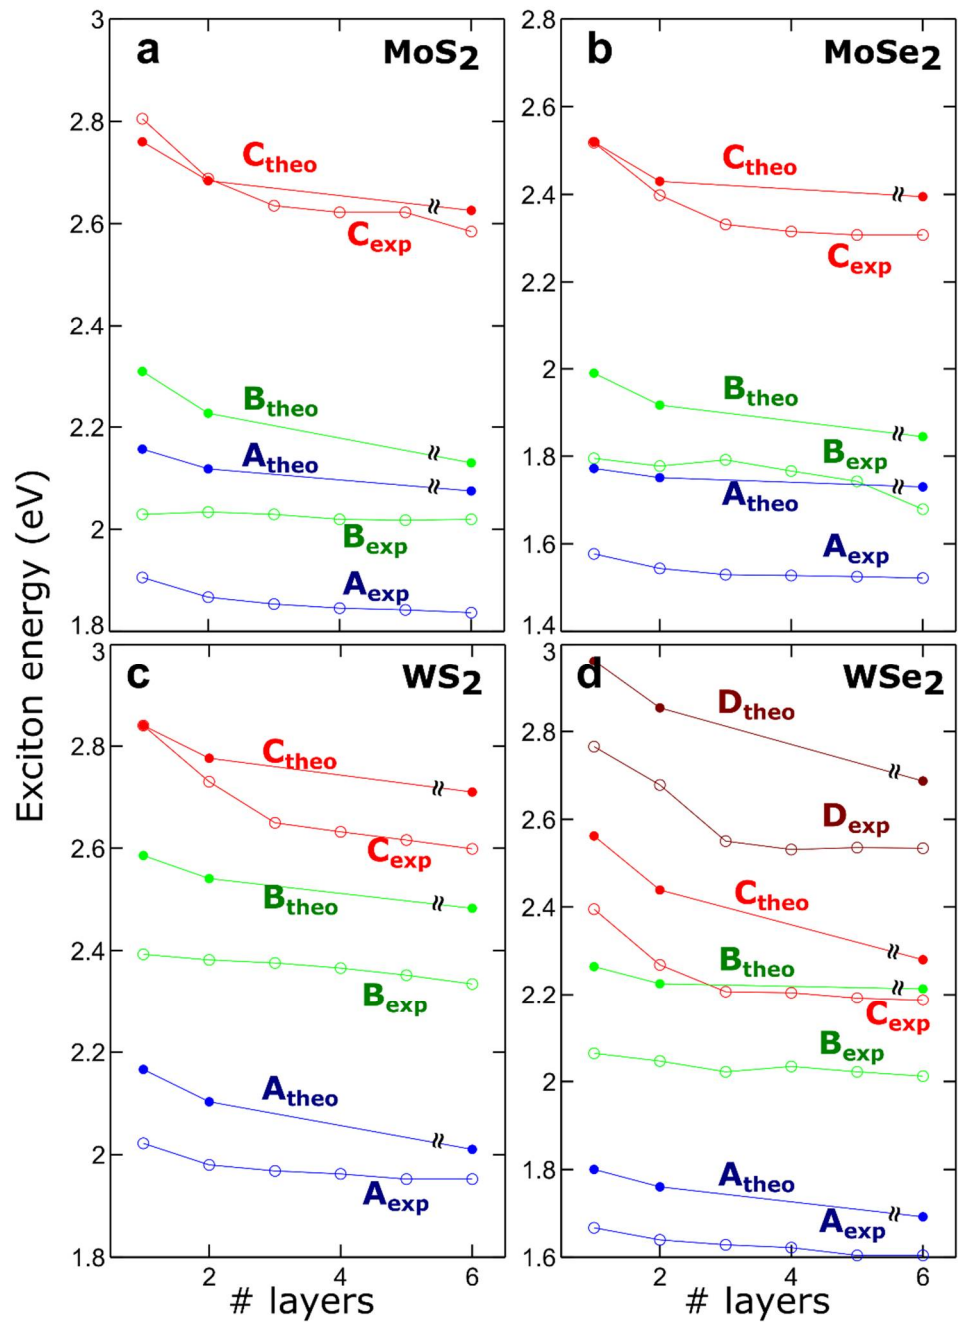 Exciton energy (eV)
a
MoS2
3
2.8
2.6
2.4
2.2
2
1.8
Ctheo
Cexp
Btheo
Atheo
Bexp
Aexp
b
MoSe2
2.8
2.6
2.4
2.2
2
1.8
1.6
1.4
Ctheo
Cexp
Btheo
Bexp
Atheo
Aexp
c
WS2
3
2.8
2.6
2.4
2.2
2
1.8
Ctheo
Cexp
Btheo
Bexp
Atheo
Aexp
2
4
6
# layers
d
WSe2
3
2.8
2.6
2.4
2.2
2
1.8
1.6
Dtheo
Dexp
Ctheo
Btheo
Cexp
Bexp
Atheo
Aexp
2
4
6
# layers